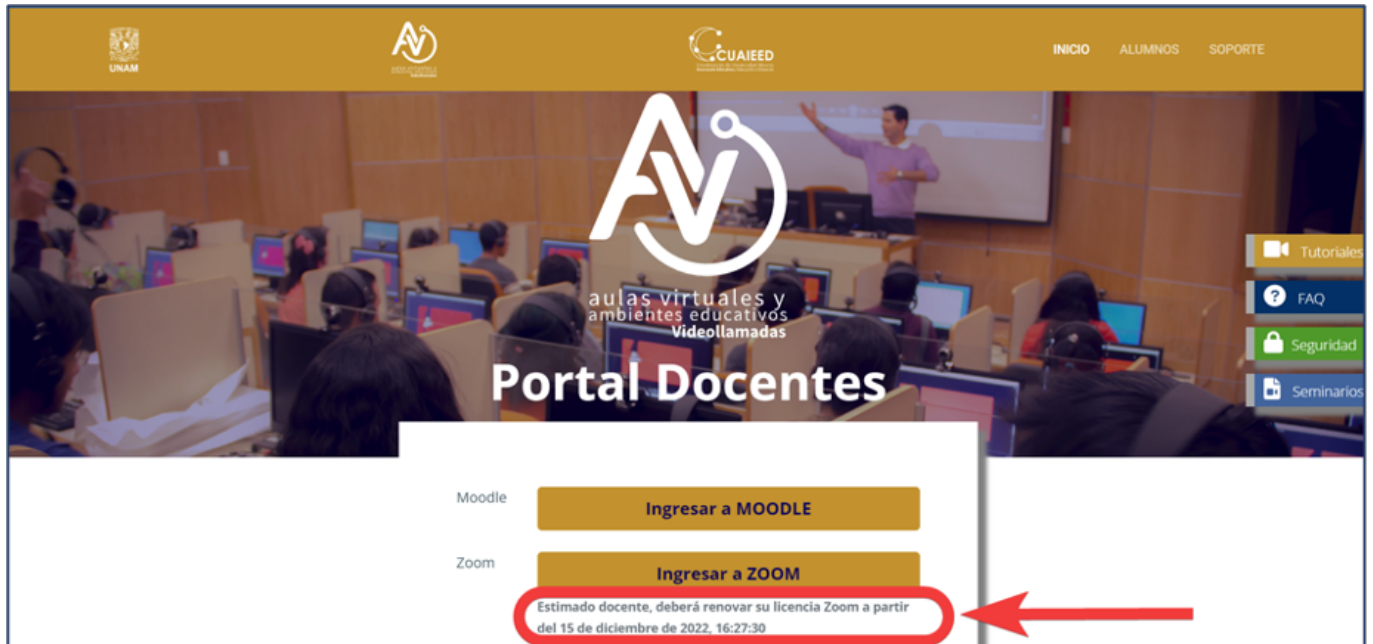 UNAM
CUAIEED
INICIO ALUMNOS SOPORTE
AV
aulas virtuales y
ambientes educativos
Videollamadas
Portal Docentes
Tutoriales
FAQ
Seguridad
Seminarios
Moodle
Ingresar a MOODLE
Zoom
Ingresar a ZOOM
Estimado docente, deberá renovar su licencia Zoom a partir
del 15 de diciembre de 2022, 16:27:30